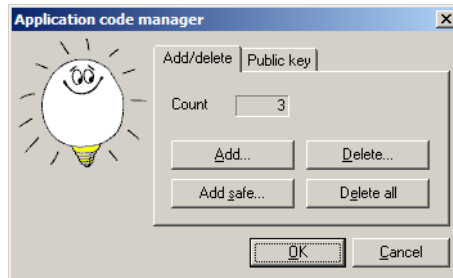 Application code manager
Add/delete Public key
Count 3
Add... Delete...
Add safe... Delete all
OK Cancel